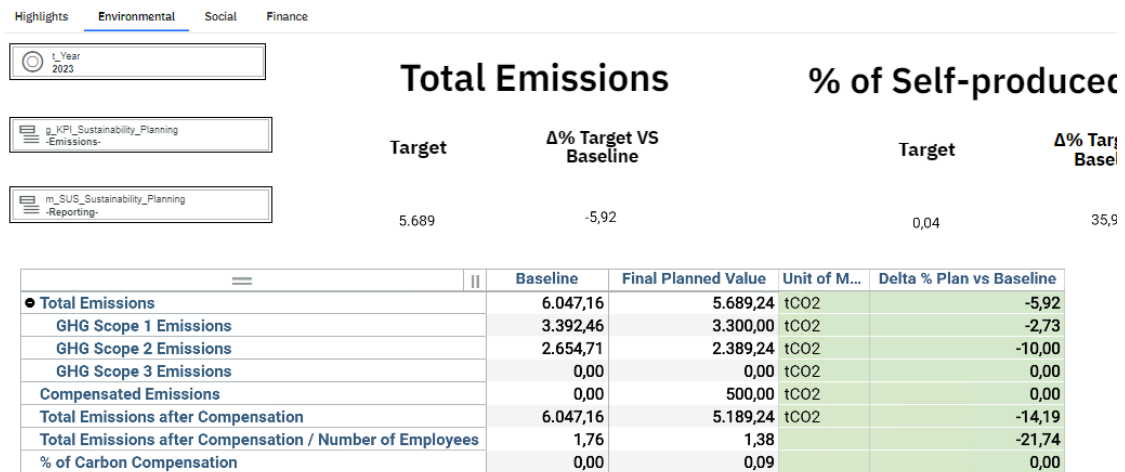 Highlights Environmental Social Finance
t_Year
2023
Total Emissions
% of Self-produced
g_KPI_Sustainability_Planning
-Emissions-
Target
Δ% Target VS
Baseline
Target
Δ% Targ
Basel
m_SUS_Sustainability_Planning
-Reporting-
5.689
-5,92
0,04
35,9
Baseline Final Planned Value Unit of M... Delta % Plan vs Baseline
Total Emissions 6.047,16 5.689,24 tCO2 -5,92
GHG Scope 1 Emissions 3.392,46 3.300,00 tCO2 -2,73
GHG Scope 2 Emissions 2.654,71 2.389,24 tCO2 -10,00
GHG Scope 3 Emissions 0,00 0,00 tCO2 0,00
Compensated Emissions 0,00 500,00 tCO2 0,00
Total Emissions after Compensation 6.047,16 5.189,24 tCO2 -14,19
Total Emissions after Compensation / Number of Employees 1,76 1,38 -21,74
% of Carbon Compensation 0,00 0,09 0,00